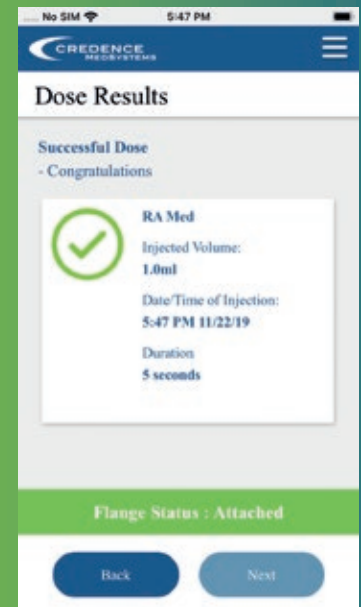 No SIM 5:47 PM
CREDENCE
MEDSYSTEMS
Dose Results
Successful Dose
- Congratulations
RA Med
Injected Volume:
1.0ml
Date/Time of Injection:
5:47 PM 11/22/19
Duration
5 seconds
Flange Status : Attached
Back Next